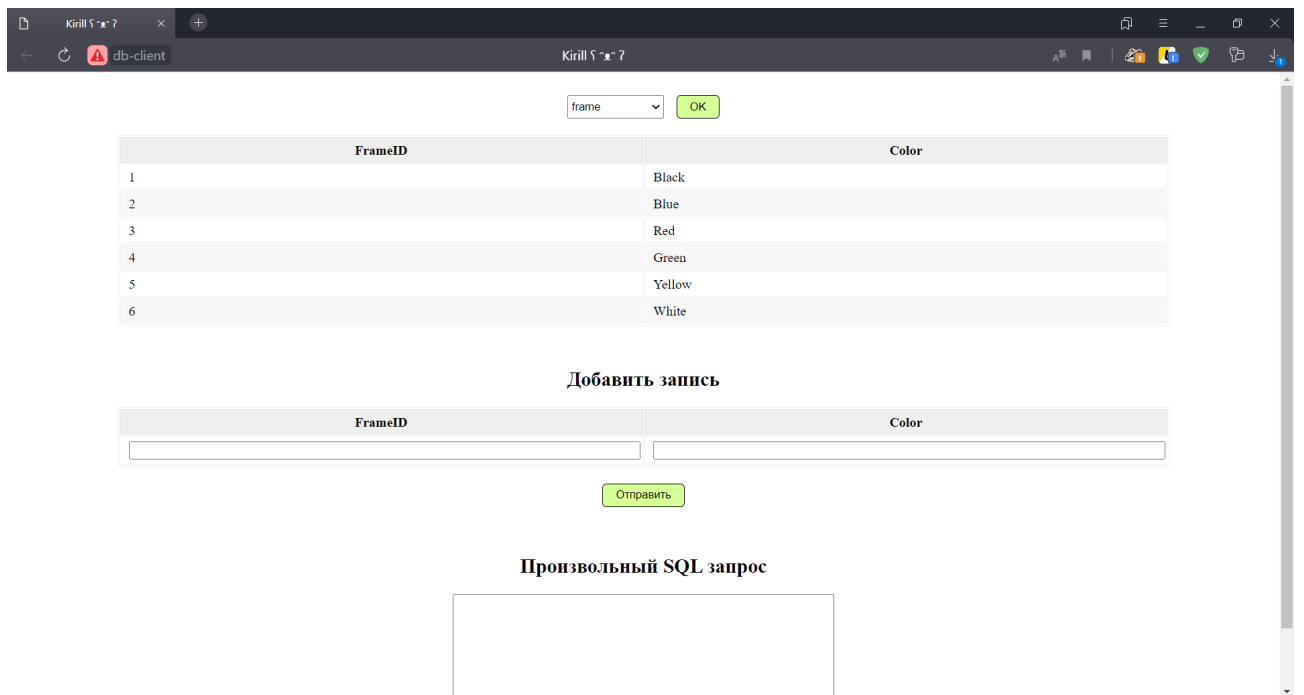 Kirill ʕ ᵔᴥᵔ ʔ
db-client Kirill ʕ ᵔᴥᵔ ʔ
frame OK
FrameID Color
1 Black
2 Blue
3 Red
4 Green
5 Yellow
6 White
Добавить запись
FrameID Color
Отправить
Произвольный SQL запрос